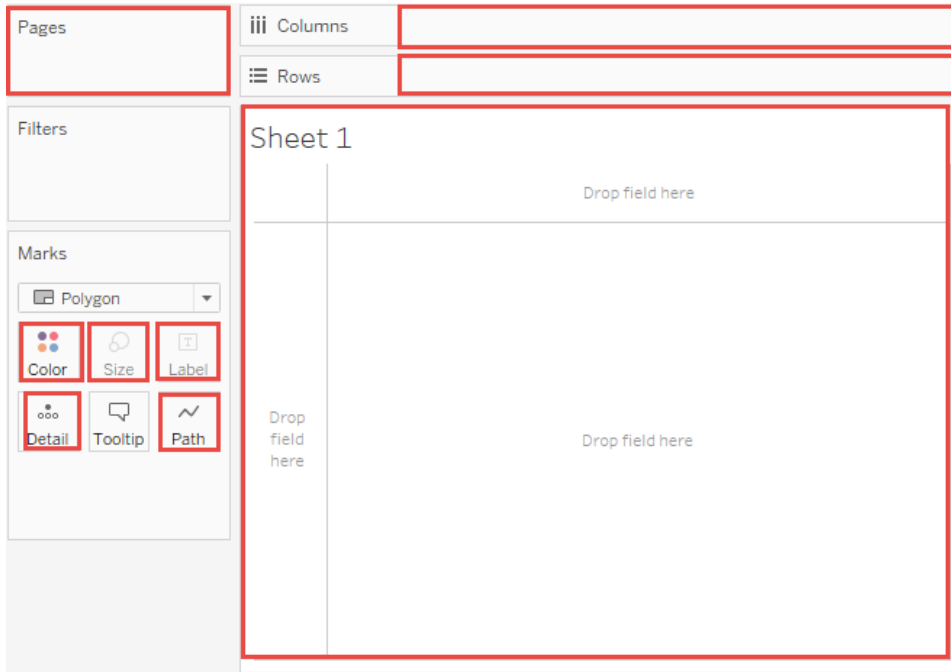 Pages
Columns
Rows
Filters
Sheet 1
Drop field here
Marks
Polygon
Color Size T Label
Detail Tooltip Path
Drop
field
here
Drop field here